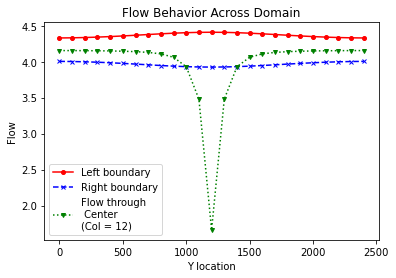 Flow Behavior Across Domain
4.5
4.0
3.5
3.0
2.5
2.0
Flow
Left boundary
Right boundary
Flow through
Center
(Col = 12)
0 500 1000 1500 2000 2500
Y location